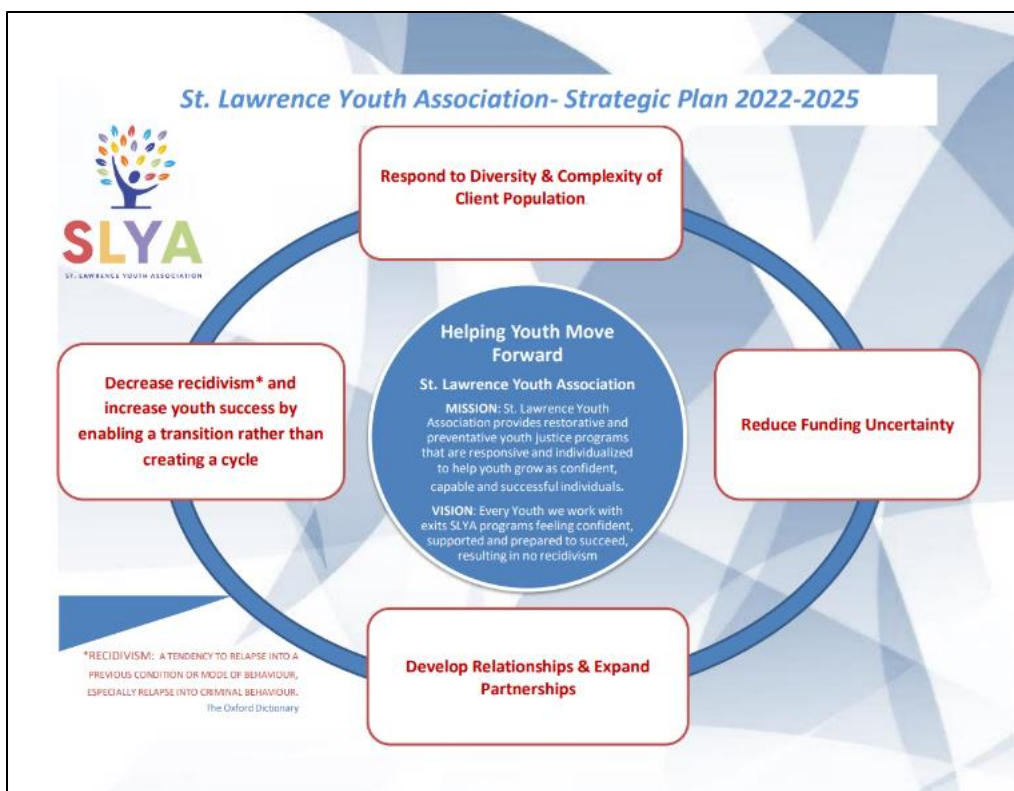 St. Lawrence Youth Association- Strategic Plan 2022-2025
SLYA
ST. LAWRENCE YOUTH ASSOCIATION
Respond to Diversity & Complexity of
Client Population
Decrease recidivism* and
increase youth success by
enabling a transition rather than
creating a cycle
Helping Youth Move
Forward
St. Lawrence Youth Association
MISSION: St. Lawrence Youth
Association provides restorative and
preventative youth justice programs
that are responsive and individualized
to help youth grow as confident,
capable and successful individuals.
VISION: Every Youth we work with
exits SLYA programs feeling confident,
supported and prepared to succeed,
resulting in no recidivism
Reduce Funding Uncertainty
Develop Relationships & Expand
Partnerships
*RECIDIVISM: A TENDENCY TO RELAPSE INTO A
PREVIOUS CONDITION OR MODE OF BEHAVIOUR,
ESPECIALLY RELAPSE INTO CRIMINAL BEHAVIOUR.
The Oxford Dictionary